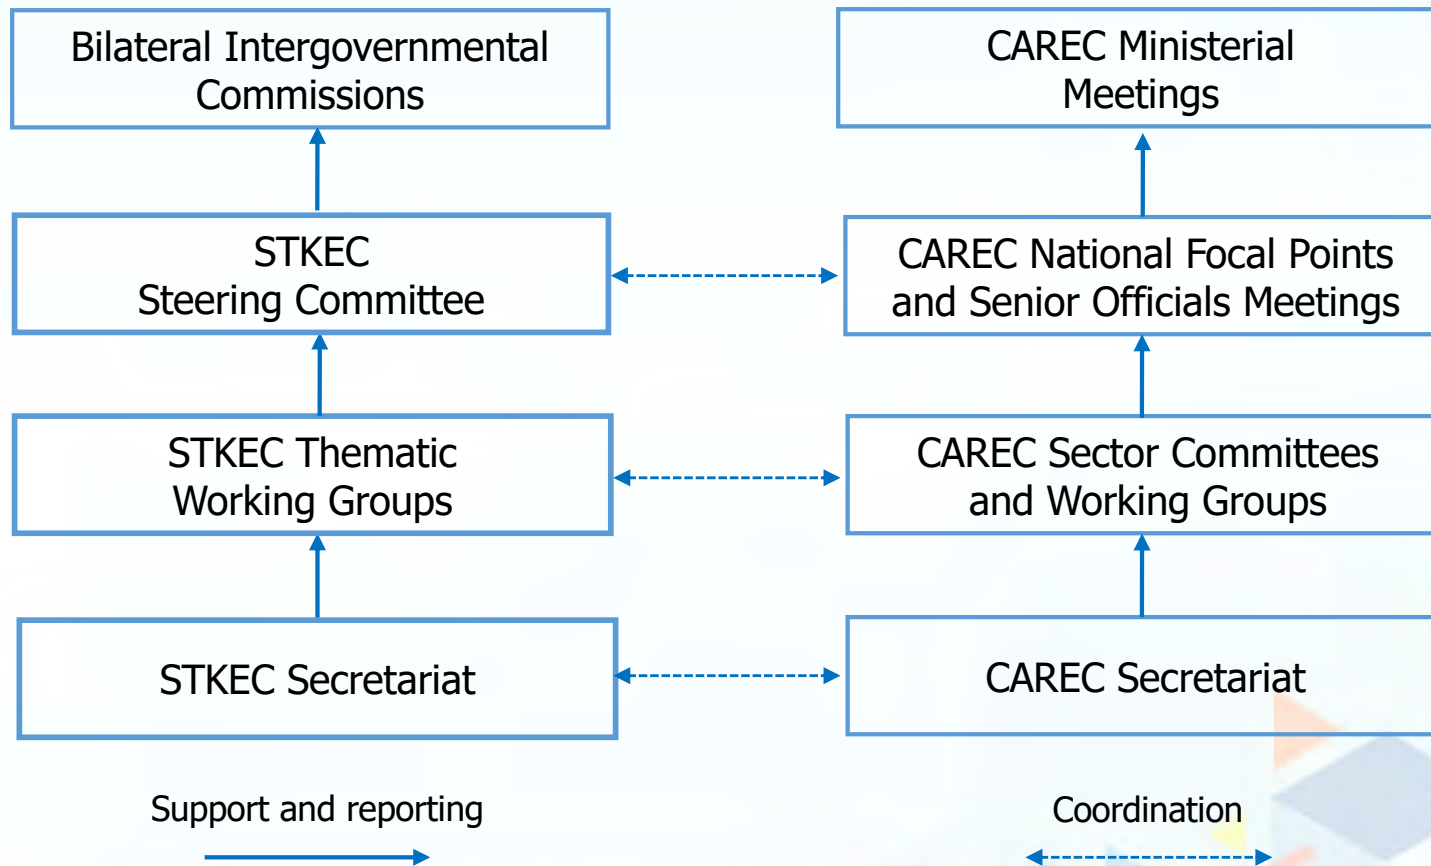 Bilateral Intergovernmental
Commissions
CAREC Ministerial
Meetings
STKEC
Steering Committee
CAREC National Focal Points
and Senior Officials Meetings
STKEC Thematic
Working Groups
CAREC Sector Committees
and Working Groups
STKEC Secretariat
CAREC Secretariat
Support and reporting
Coordination